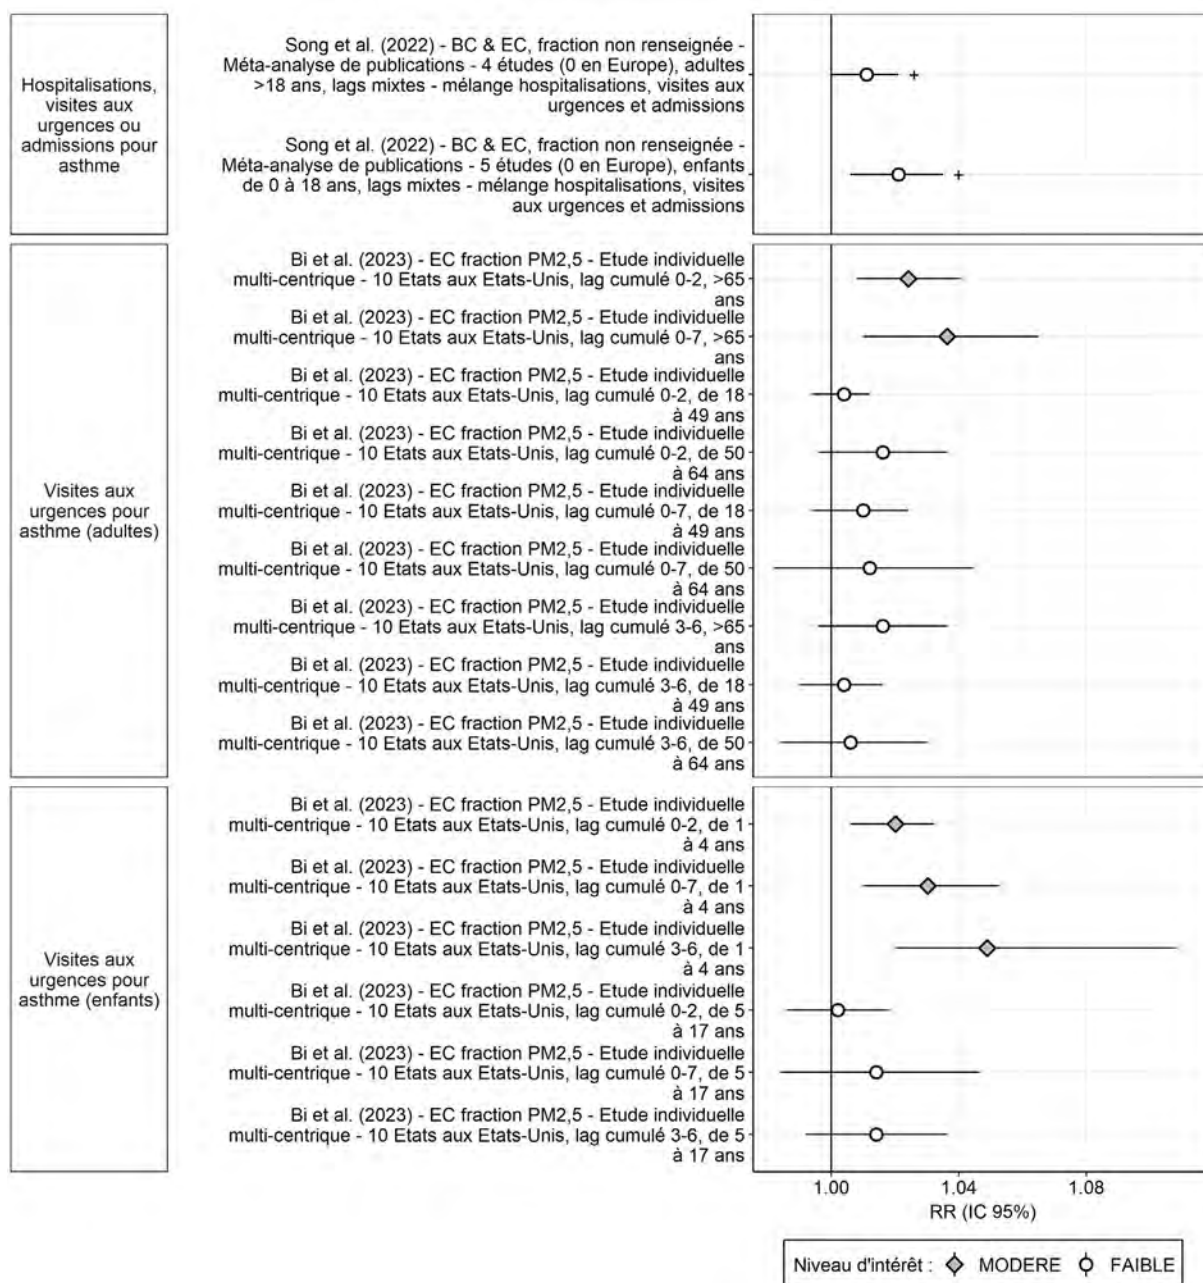 Hospitalisations,
visites aux
urgences ou
admissions pour
asthme
Song et al. (2022) - BC & EC, fraction non renseignée -
Méta-analyse de publications - 4 études (0 en Europe), adultes
>18 ans, lags mixtes - mélange hospitalisations, visites aux
urgences et admissions
Song et al. (2022) - BC & EC, fraction non renseignée -
Méta-analyse de publications - 5 études (0 en Europe), enfants
de 0 à 18 ans, lags mixtes - mélange hospitalisations, visites
aux urgences et admissions
Visites aux
urgences pour
asthme (adultes)
Bi et al. (2023) - EC fraction PM2,5 - Etude individuelle
multi-centrique - 10 Etats aux Etats-Unis, lag cumulé 0-2, >65
ans
Bi et al. (2023) - EC fraction PM2,5 - Etude individuelle
multi-centrique - 10 Etats aux Etats-Unis, lag cumulé 0-7, >65
ans
Bi et al. (2023) - EC fraction PM2,5 - Etude individuelle
multi-centrique - 10 Etats aux Etats-Unis, lag cumulé 0-2, de 18
à 49 ans
Bi et al. (2023) - EC fraction PM2,5 - Etude individuelle
multi-centrique - 10 Etats aux Etats-Unis, lag cumulé 0-2, de 50
à 64 ans
Bi et al. (2023) - EC fraction PM2,5 - Etude individuelle
multi-centrique - 10 Etats aux Etats-Unis, lag cumulé 0-7, de 18
à 49 ans
Bi et al. (2023) - EC fraction PM2,5 - Etude individuelle
multi-centrique - 10 Etats aux Etats-Unis, lag cumulé 0-7, de 50
à 64 ans
Bi et al. (2023) - EC fraction PM2,5 - Etude individuelle
multi-centrique - 10 Etats aux Etats-Unis, lag cumulé 3-6, >65
ans
Bi et al. (2023) - EC fraction PM2,5 - Etude individuelle
multi-centrique - 10 Etats aux Etats-Unis, lag cumulé 3-6, de 18
à 49 ans
Bi et al. (2023) - EC fraction PM2,5 - Etude individuelle
multi-centrique - 10 Etats aux Etats-Unis, lag cumulé 3-6, de 50
à 64 ans
Visites aux
urgences pour
asthme (enfants)
Bi et al. (2023) - EC fraction PM2,5 - Etude individuelle
multi-centrique - 10 Etats aux Etats-Unis, lag cumulé 0-2, de 1
à 4 ans
Bi et al. (2023) - EC fraction PM2,5 - Etude individuelle
multi-centrique - 10 Etats aux Etats-Unis, lag cumulé 0-7, de 1
à 4 ans
Bi et al. (2023) - EC fraction PM2,5 - Etude individuelle
multi-centrique - 10 Etats aux Etats-Unis, lag cumulé 3-6, de 1
à 4 ans
Bi et al. (2023) - EC fraction PM2,5 - Etude individuelle
multi-centrique - 10 Etats aux Etats-Unis, lag cumulé 0-2, de 5
à 17 ans
Bi et al. (2023) - EC fraction PM2,5 - Etude individuelle
multi-centrique - 10 Etats aux Etats-Unis, lag cumulé 0-7, de 5
à 17 ans
Bi et al. (2023) - EC fraction PM2,5 - Etude individuelle
multi-centrique - 10 Etats aux Etats-Unis, lag cumulé 3-6, de 5
à 17 ans
1.00 1.04 1.08
RR (IC 95%)
Niveau d'intérêt : MODERE FAIBLE